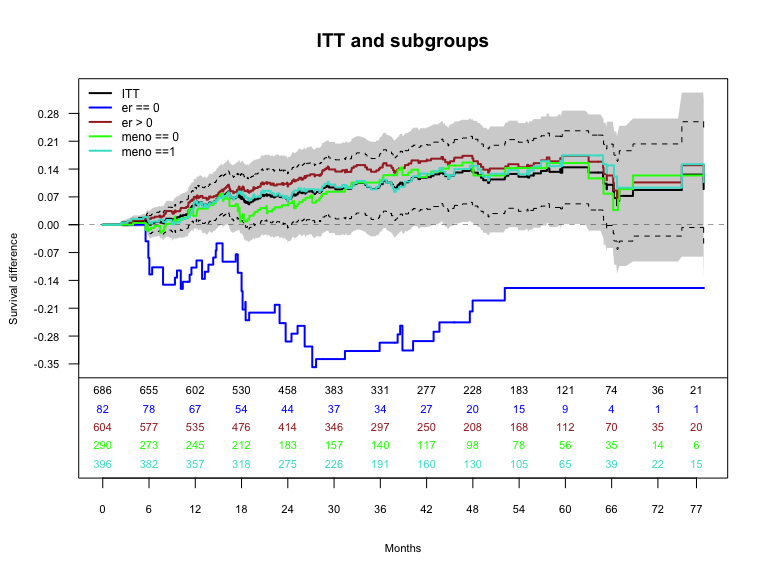 ITT and subgroups
ITT
er == 0
er > 0
meno == 0
meno ==1
Survival difference
0.28
0.21
0.14
0.07
0.00
-0.07
-0.14
-0.21
-0.28
-0.35
686 655 602 530 458 383 331 277 228 183 121 74 36 21
82 78 67 54 44 37 34 27 20 15 9 4 1 1
604 577 535 476 414 346 297 250 208 168 112 70 35 20
290 273 245 212 183 157 140 117 98 78 56 35 14 6
396 382 357 318 275 226 191 160 130 105 65 39 22 15
0 6 12 18 24 30 36 42 48 54 60 66 72 77
Months